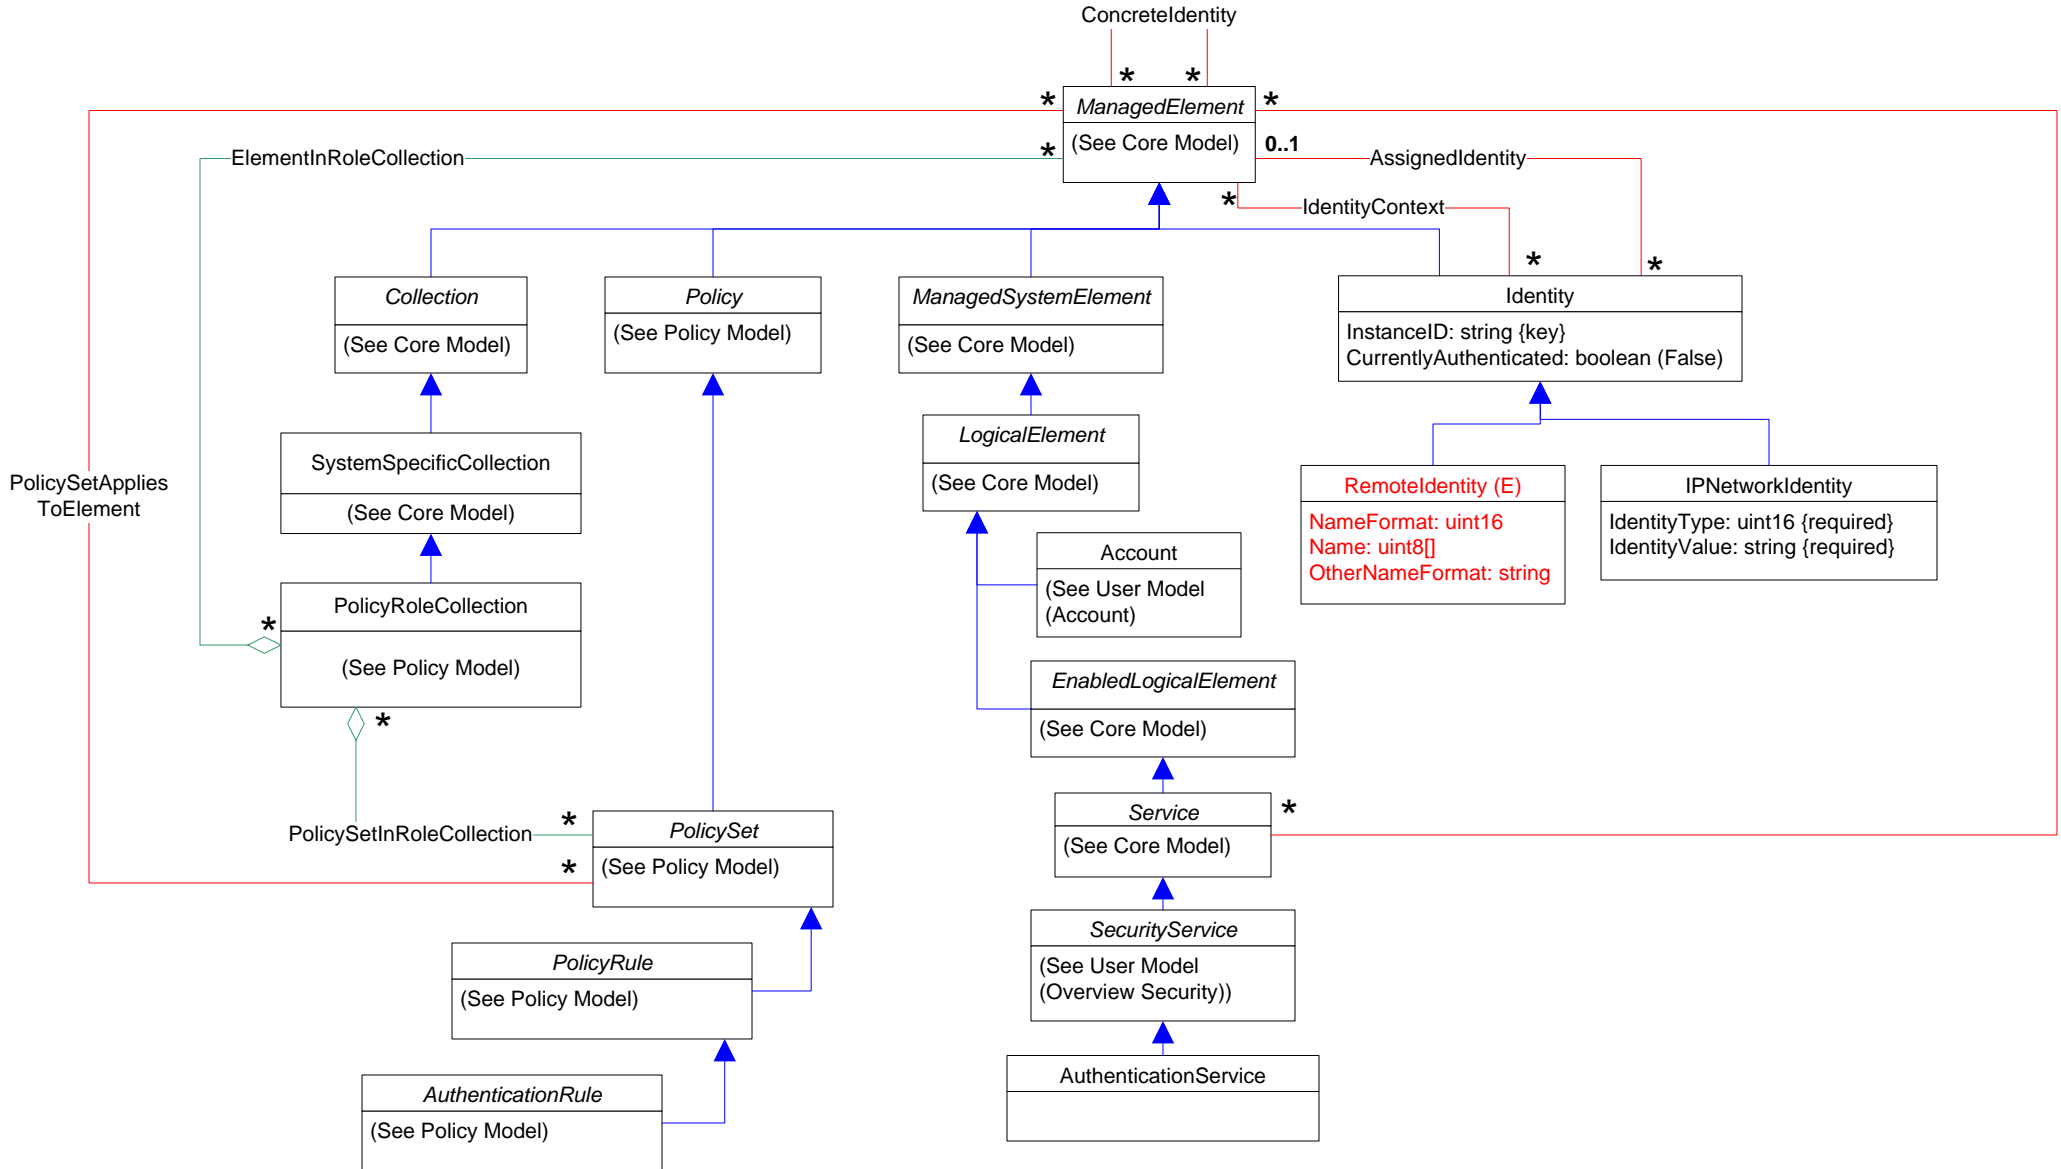 ConcreteIdentity
* *
* ManagedElement *
(See Core Model)
0..1
ElementInRoleCollection
*
AssignedIdentity
*
IdentityContext
* *
Collection
(See Core Model)
Policy
(See Policy Model)
ManagedSystemElement
(See Core Model)
Identity
InstanceID: string {key}
CurrentlyAuthenticated: boolean (False)
LogicalElement
(See Core Model)
SystemSpecificCollection
(See Core Model)
PolicySetApplies
ToElement
RemoteIdentity (E)
NameFormat: uint16
Name: uint8[]
OtherNameFormat: string
IPNetworkIdentity
IdentityType: uint16 {required}
IdentityValue: string {required}
Account
(See User Model
(Account)
PolicyRoleCollection
*
(See Policy Model)
*
EnabledLogicalElement
(See Core Model)
Service
*
(See Core Model)
PolicySetInRoleCollection
*
PolicySet
(See Policy Model)
*
SecurityService
(See User Model
(Overview Security))
PolicyRule
(See Policy Model)
AuthenticationService
AuthenticationRule
(See Policy Model)